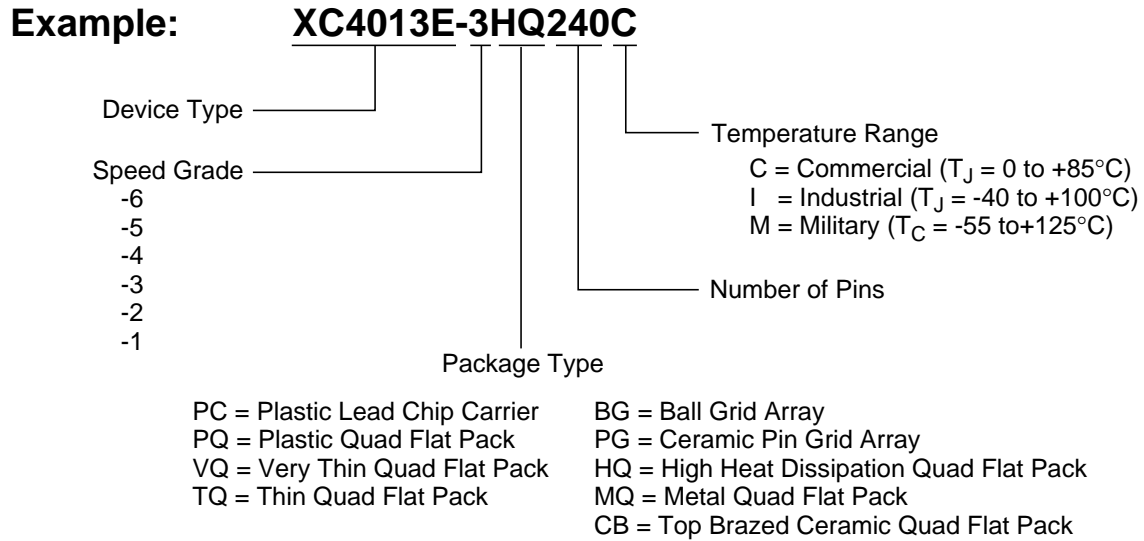 Example: XC4013E-3HQ240C
Device Type
Temperature Range
C = Commercial (TJ = 0 to +85°C)
I = Industrial (TJ = -40 to +100°C)
M = Military (TC = -55 to+125°C)
Speed Grade
-6
-5
-4
-3
-2
-1
Number of Pins
Package Type
PC = Plastic Lead Chip Carrier
PQ = Plastic Quad Flat Pack
VQ = Very Thin Quad Flat Pack
TQ = Thin Quad Flat Pack
BG = Ball Grid Array
PG = Ceramic Pin Grid Array
HQ = High Heat Dissipation Quad Flat Pack
MQ = Metal Quad Flat Pack
CB = Top Brazed Ceramic Quad Flat Pack